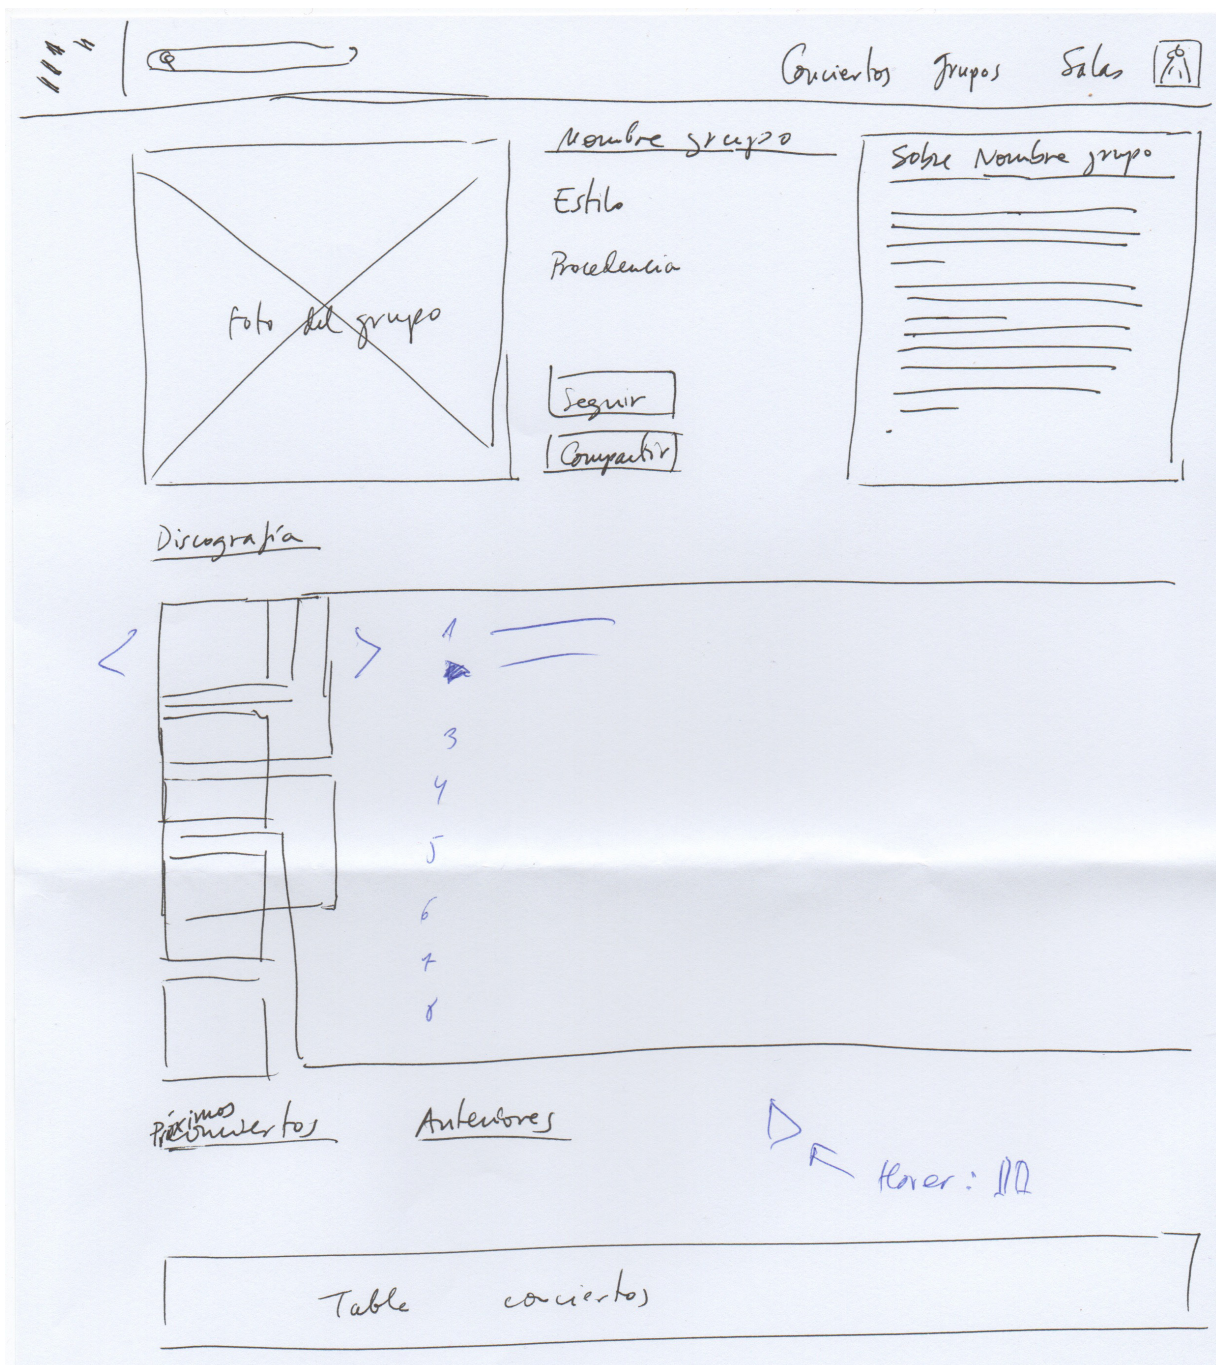 Conciertos grupos Salas
Nombre grupo
Sobre Nombre grupo
Estilo
Procedencia
Foto del grupo
Seguir
Compartir
Discografía
< >
1
3
4
5
6
7
8
Próximos
conciertos
Anteriores
Hover:
Table conciertos